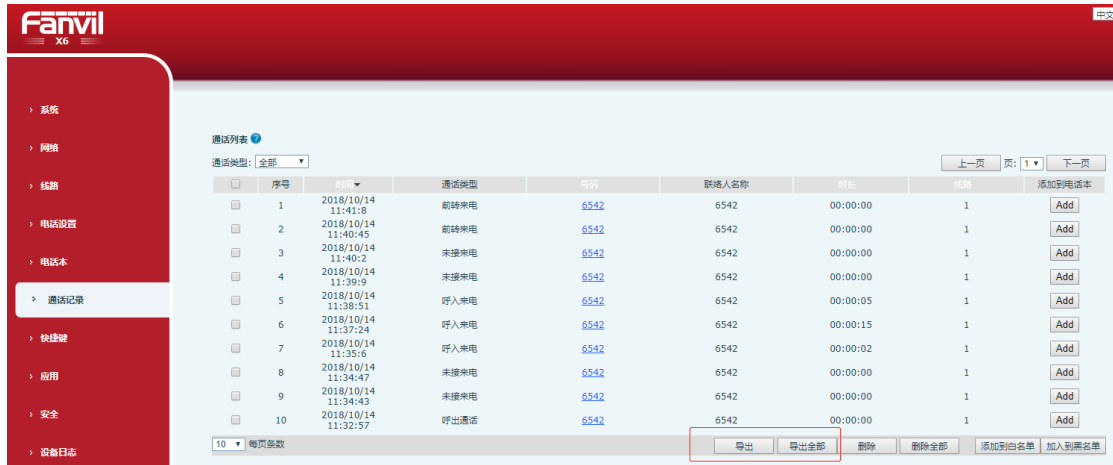 Fanvil
X6
中文
系统
网络
线路
电话设置
电话本
通话记录
快捷键
应用
安全
设备日志
通话列表
通话类型: 全部
上一页 页: 1 下一页
序号 时间 通话类型 号码 联络人名称 时长 线路 添加到电话本
1 2018/10/14 11:41:8 前转来电 6542 6542 00:00:00 1 Add
2 2018/10/14 11:40:45 前转来电 6542 6542 00:00:00 1 Add
3 2018/10/14 11:40:2 未接来电 6542 6542 00:00:00 1 Add
4 2018/10/14 11:39:9 未接来电 6542 6542 00:00:00 1 Add
5 2018/10/14 11:38:51 呼入来电 6542 6542 00:00:05 1 Add
6 2018/10/14 11:37:24 呼入来电 6542 6542 00:00:15 1 Add
7 2018/10/14 11:35:6 呼入来电 6542 6542 00:00:02 1 Add
8 2018/10/14 11:34:47 未接来电 6542 6542 00:00:00 1 Add
9 2018/10/14 11:34:43 未接来电 6542 6542 00:00:00 1 Add
10 2018/10/14 11:32:57 呼出通话 6542 6542 00:00:00 1 Add
10 每页条数 导出 导出全部 删除 删除全部 添加到白名单 加入到黑名单